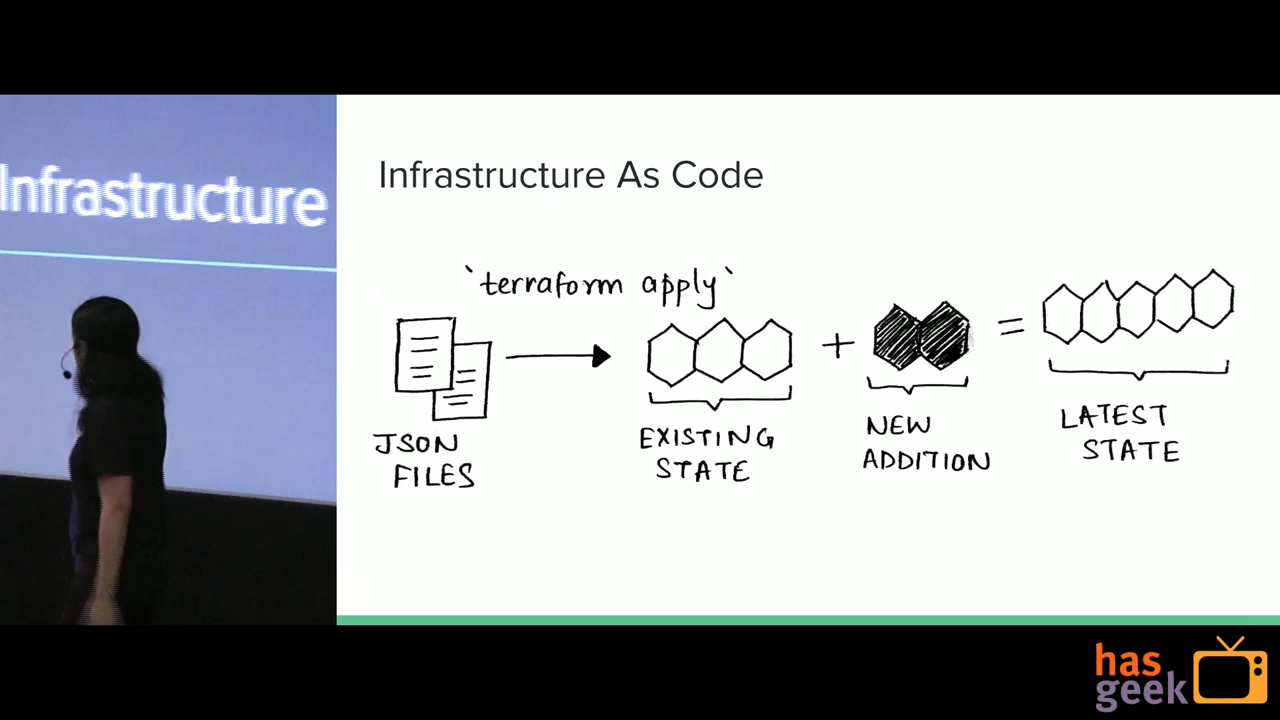 Infrastructure
Infrastructure As Code
`terraform apply`
JSON
FILES
EXISTING
STATE
+
NEW
ADDITION
=
LATEST
STATE
has
geek